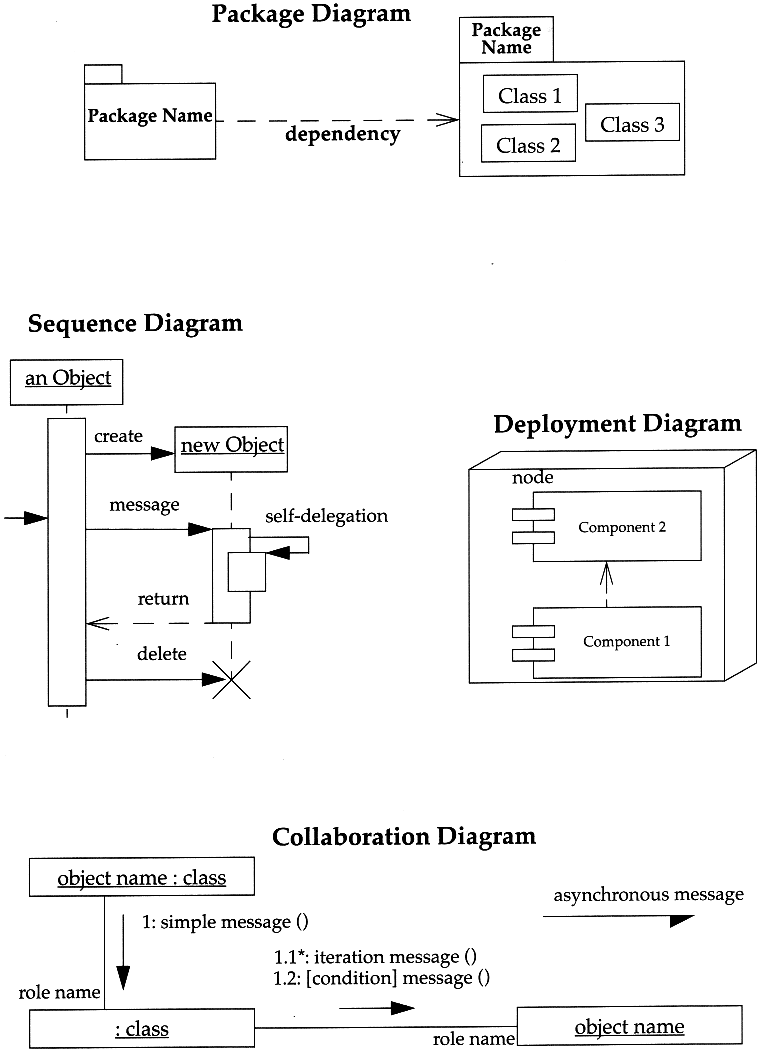 Package Diagram
Package
Name
Package Name
Class 1
Class 3
Class 2
dependency
Sequence Diagram
an Object
create
new Object
message
self-delegation
return
delete
Deployment Diagram
node
Component 2
Component 1
Collaboration Diagram
object name : class
asynchronous message
1: simple message ()
1.1*: iteration message ()
1.2: [condition] message ()
role name
: class
object name
role name